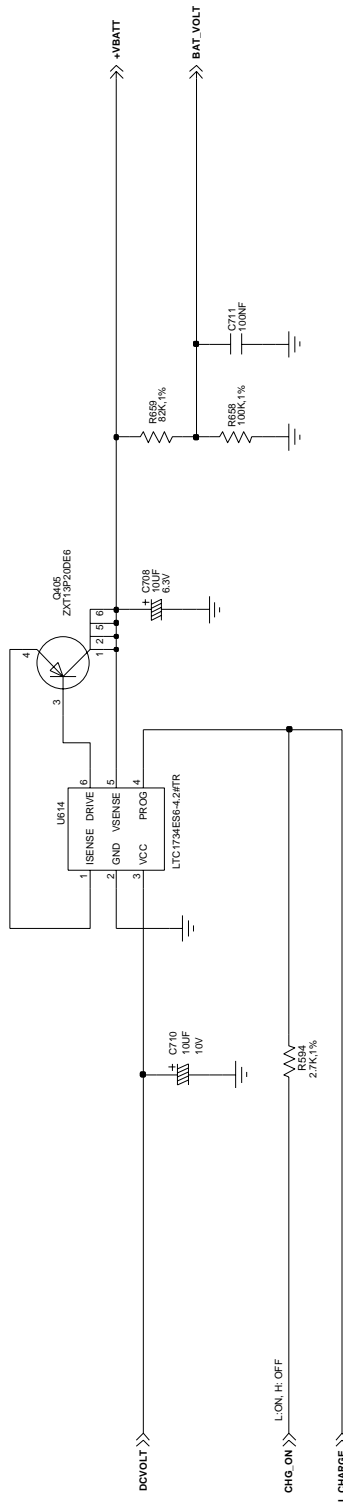 +VBATT
BAT_VOLT
C711
100NF
R659
82K,1%
R658
100K,1%
Q405
ZXT13P20DE6
4
3
6
5
2
1
+
C708
10UF
6.3V
U614
1
ISENSE
DRIVE
6
2
GND
VSENSE
5
3
VCC
PROG
4
LTC1734ES6-4.2#TR
+
C710
10UF
10V
R594
2.7K,1%
DCVOLT
L:ON, H: OFF
CHG_ON
I_CHARGE